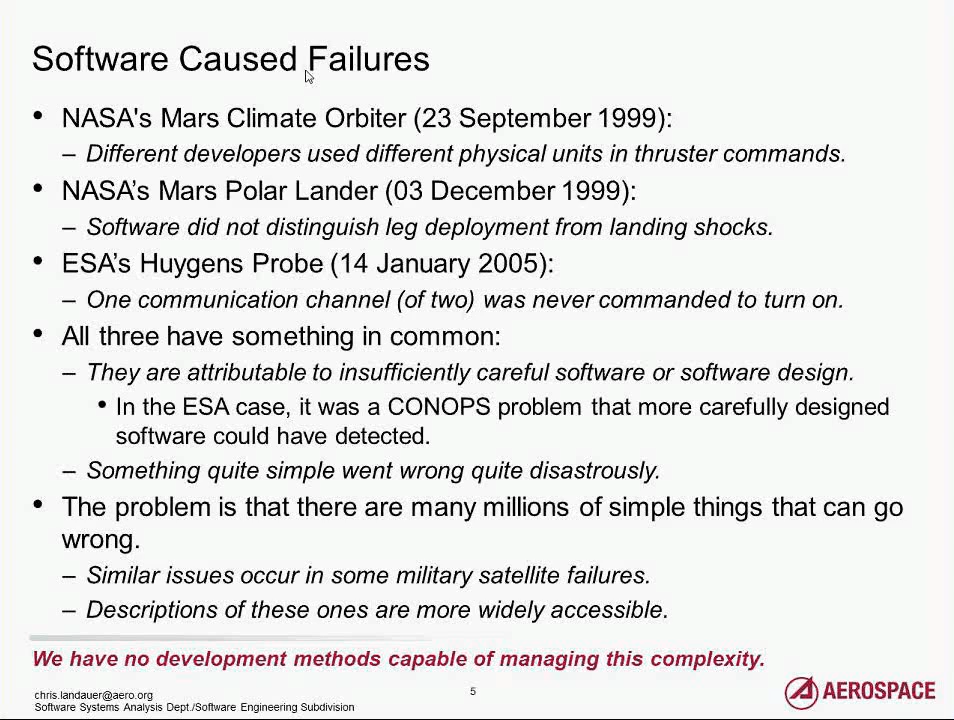 Software Caused Failures
• NASA's Mars Climate Orbiter (23 September 1999):
– Different developers used different physical units in thruster commands.
• NASA’s Mars Polar Lander (03 December 1999):
– Software did not distinguish leg deployment from landing shocks.
• ESA’s Huygens Probe (14 January 2005):
– One communication channel (of two) was never commanded to turn on.
• All three have something in common:
– They are attributable to insufficiently careful software or software design.
• In the ESA case, it was a CONOPS problem that more carefully designed
software could have detected.
– Something quite simple went wrong quite disastrously.
• The problem is that there are many millions of simple things that can go
wrong.
– Similar issues occur in some military satellite failures.
– Descriptions of these ones are more widely accessible.
We have no development methods capable of managing this complexity.
chris.landauer@aero.org
Software Systems Analysis Dept./Software Engineering Subdivision
5
AEROSPACE